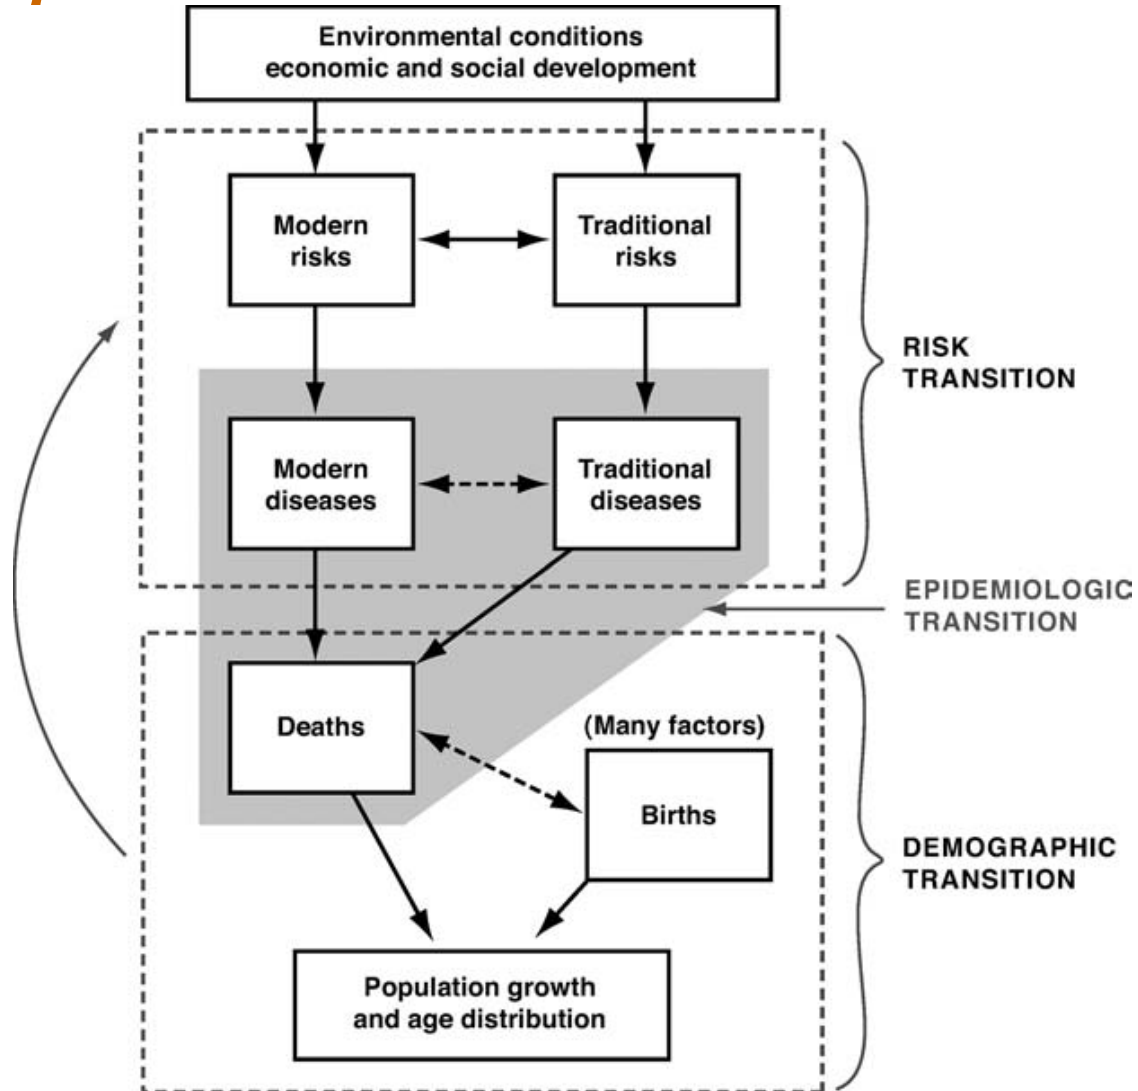 Environmental conditions
economic and social development
Modern
risks
Traditional
risks
RISK
TRANSITION
Modern
diseases
Traditional
diseases
EPIDEMIOLOGIC
TRANSITION
Deaths
(Many factors)
Births
DEMOGRAPHIC
TRANSITION
Population growth
and age distribution